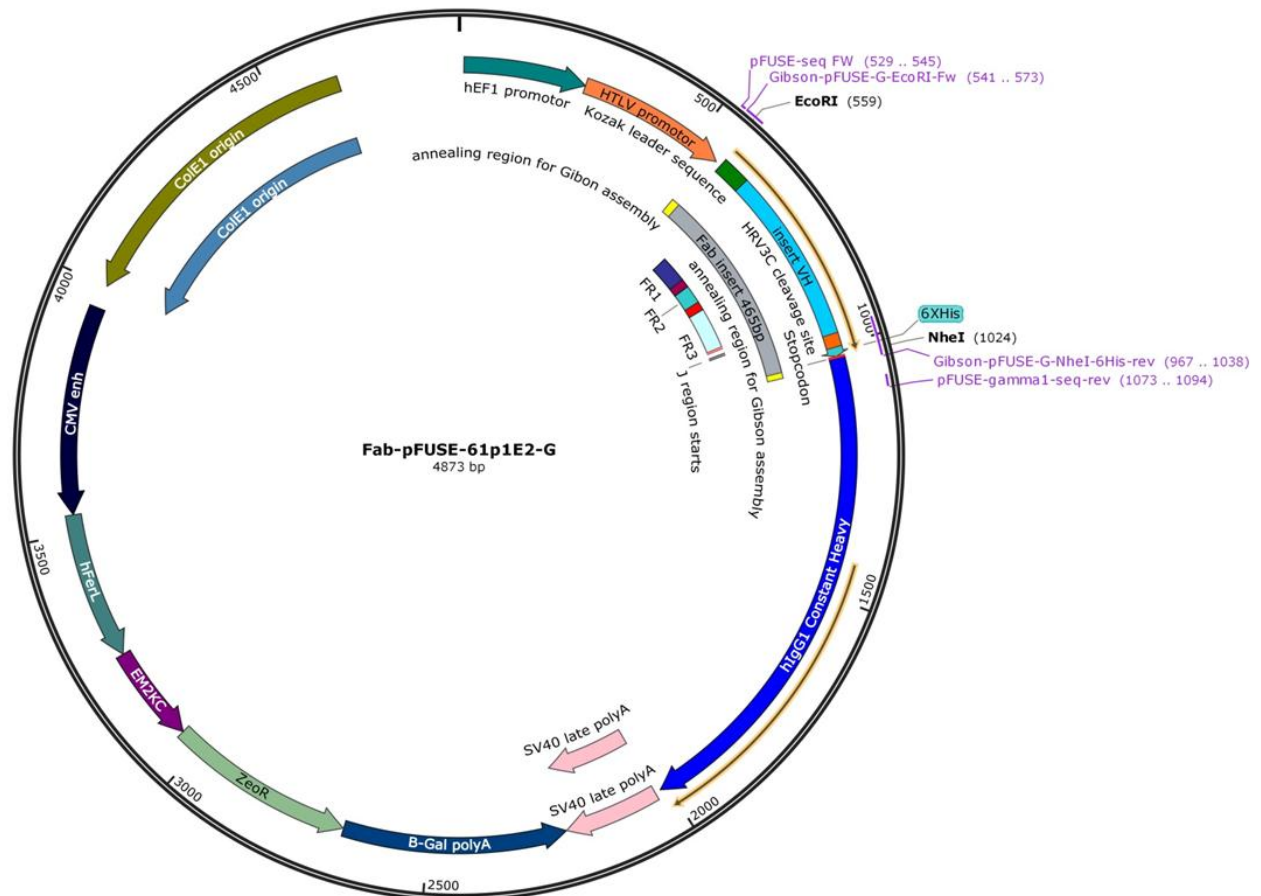 4500
500
1000
1500
2000
2500
3000
3500
4000
pFUSE-seq FW (529 .. 545)
Gibson-pFUSE-G-EcoRI-Fw (541 .. 573)
EcoRI (559)
hEF1 promotor
HTLV promotor
Kozak leader sequence
annealing region for Gibon assembly
ColE1 origin
ColE1 origin
insert VH
HRV3C cleavage site
Fab insert 465bp
annealing region for Gibson assembly
Stopcodon
FR1
FR2
FR3
J region starts
6XHis
NheI (1024)
Gibson-pFUSE-G-NheI-6His-rev (967 .. 1038)
pFUSE-gamma1-seq-rev (1073 .. 1094)
CMV enh
Fab-pFUSE-61p1E2-G
4873 bp
hIgG1 Constant Heavy
hFerL
EM2KC
ZeoR
SV40 late polyA
SV40 late polyA
B-Gal polyA